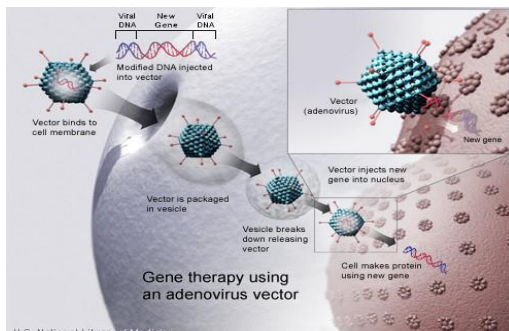 Viral
DNA
New
Gene
Viral
DNA
Modified DNA injected
into vector
Vector binds to
cell membrane
Vector is packaged
in vesicle
Vesicle breaks
down releasing
vector
Vector injects new
gene into nucleus
Cell makes protein
using new gene
Vector
(adenovirus)
New gene
Gene therapy using
an adenovirus vector